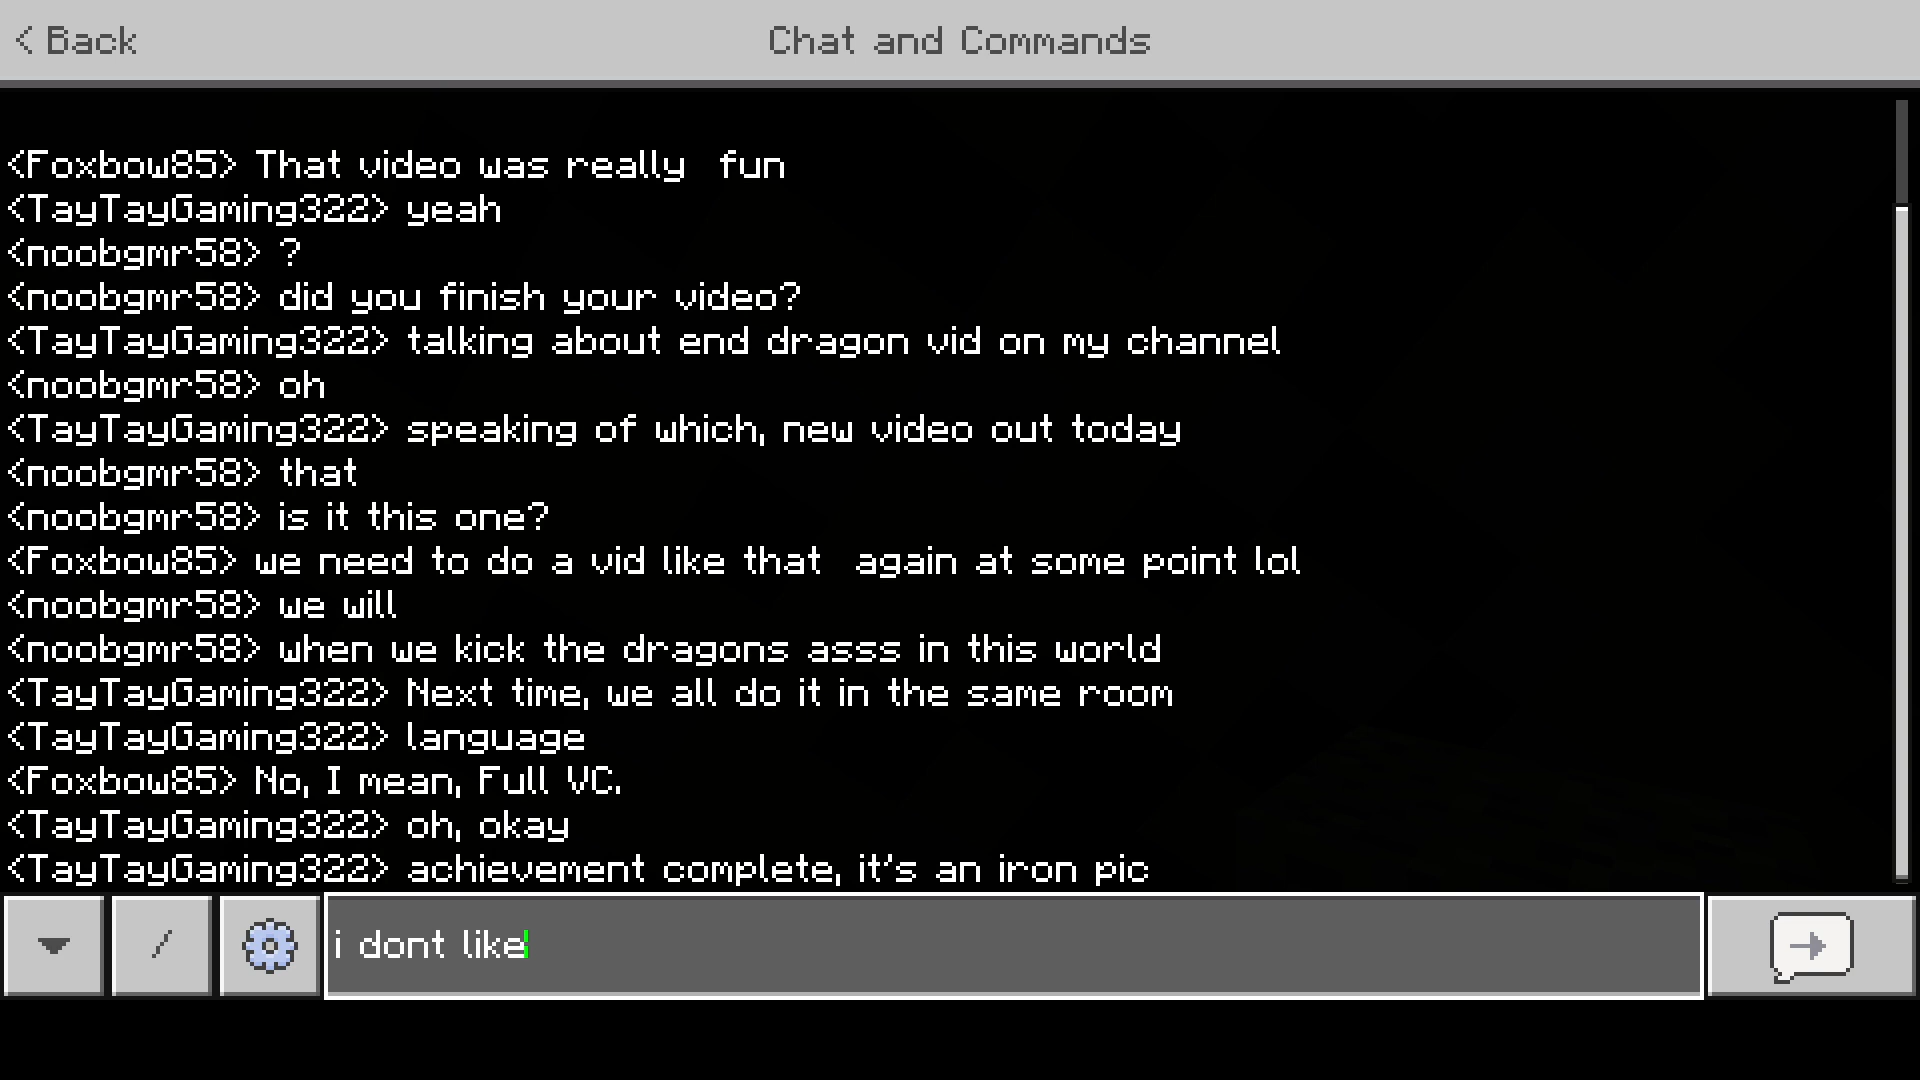 < Back
Chat and Commands
<Foxbow85> That video was really  fun
<TayTayGaming322> yeah
<noobgmr58> ?
<noobgmr58> did you finish your video?
<TayTayGaming322> talking about end dragon vid on my channel
<noobgmr58> oh
<TayTayGaming322> speaking of which, new video out today
<noobgmr58> that
<noobgmr58> is it this one?
<Foxbow85> we need to do a vid like that  again at some point lol
<noobgmr58> we will
<noobgmr58> when we kick the dragons asss in this world
<TayTayGaming322> Next time, we all do it in the same room
<TayTayGaming322> language
<Foxbow85> No, I mean, Full VC.
<TayTayGaming322> oh, okay
<TayTayGaming322> achievement complete, it's an iron pic
/
i dont like